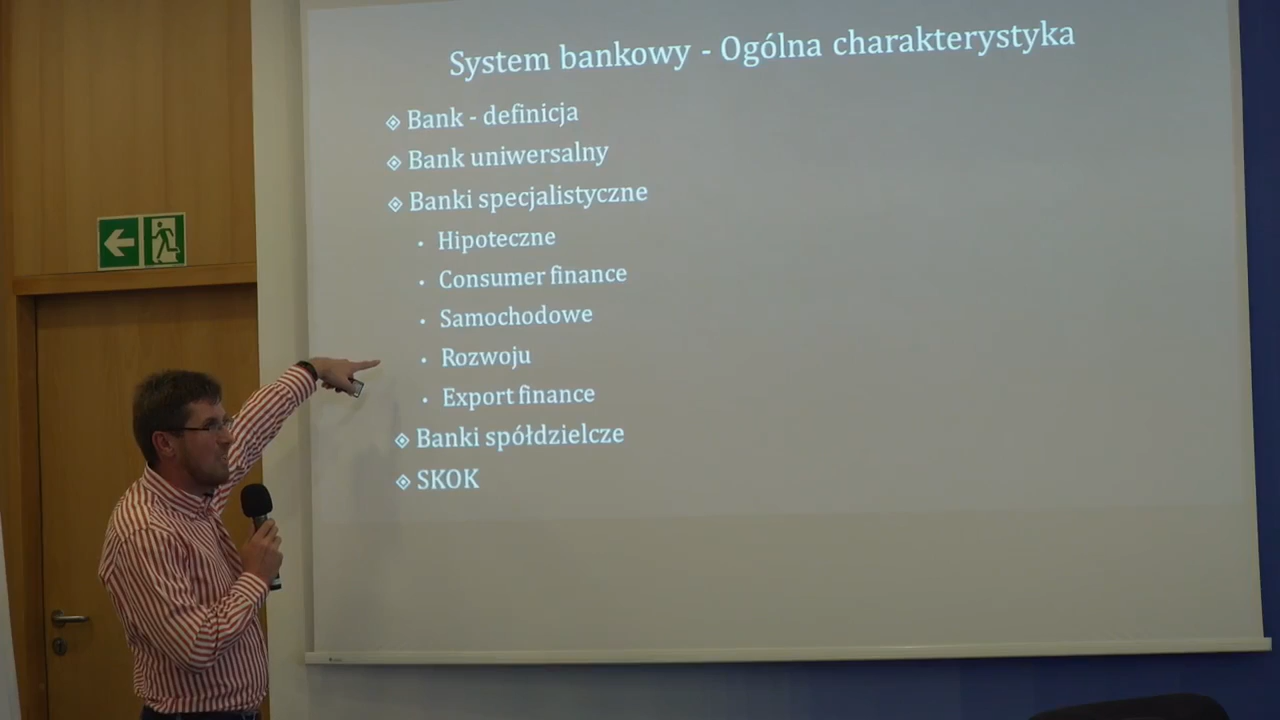 System bankowy - Ogólna charakterystyka
Bank - definicja
Bank uniwersalny
Banki specjalistyczne
Hipoteczne
Consumer finance
Samochodowe
Rozwoju
Export finance
Banki spółdzielcze
SKOK